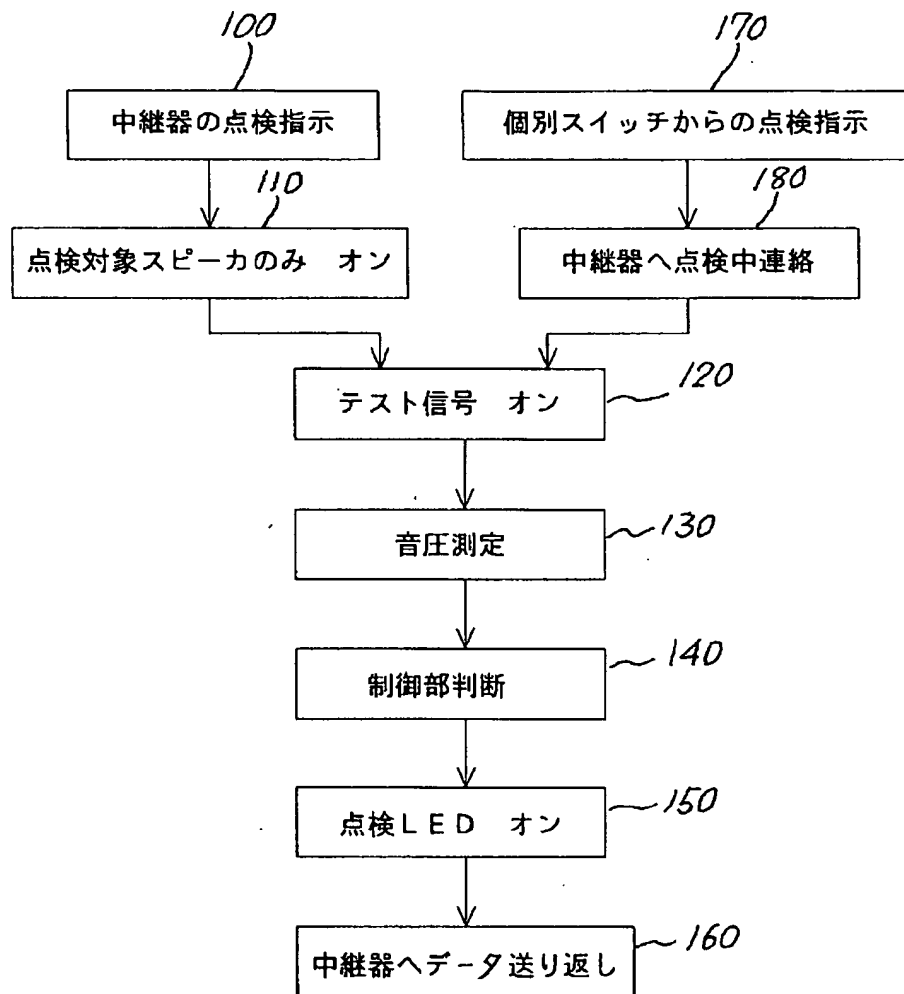 100
170
中継器の点検指示
個別スイッチからの点検指示
110
180
点検対象スピーカのみ　オン
中継器へ点検中連絡
テスト信号　オン
120
音圧測定
130
制御部判断
140
点検ＬＥＤ　オン
150
中継器へデータ送り返し
160